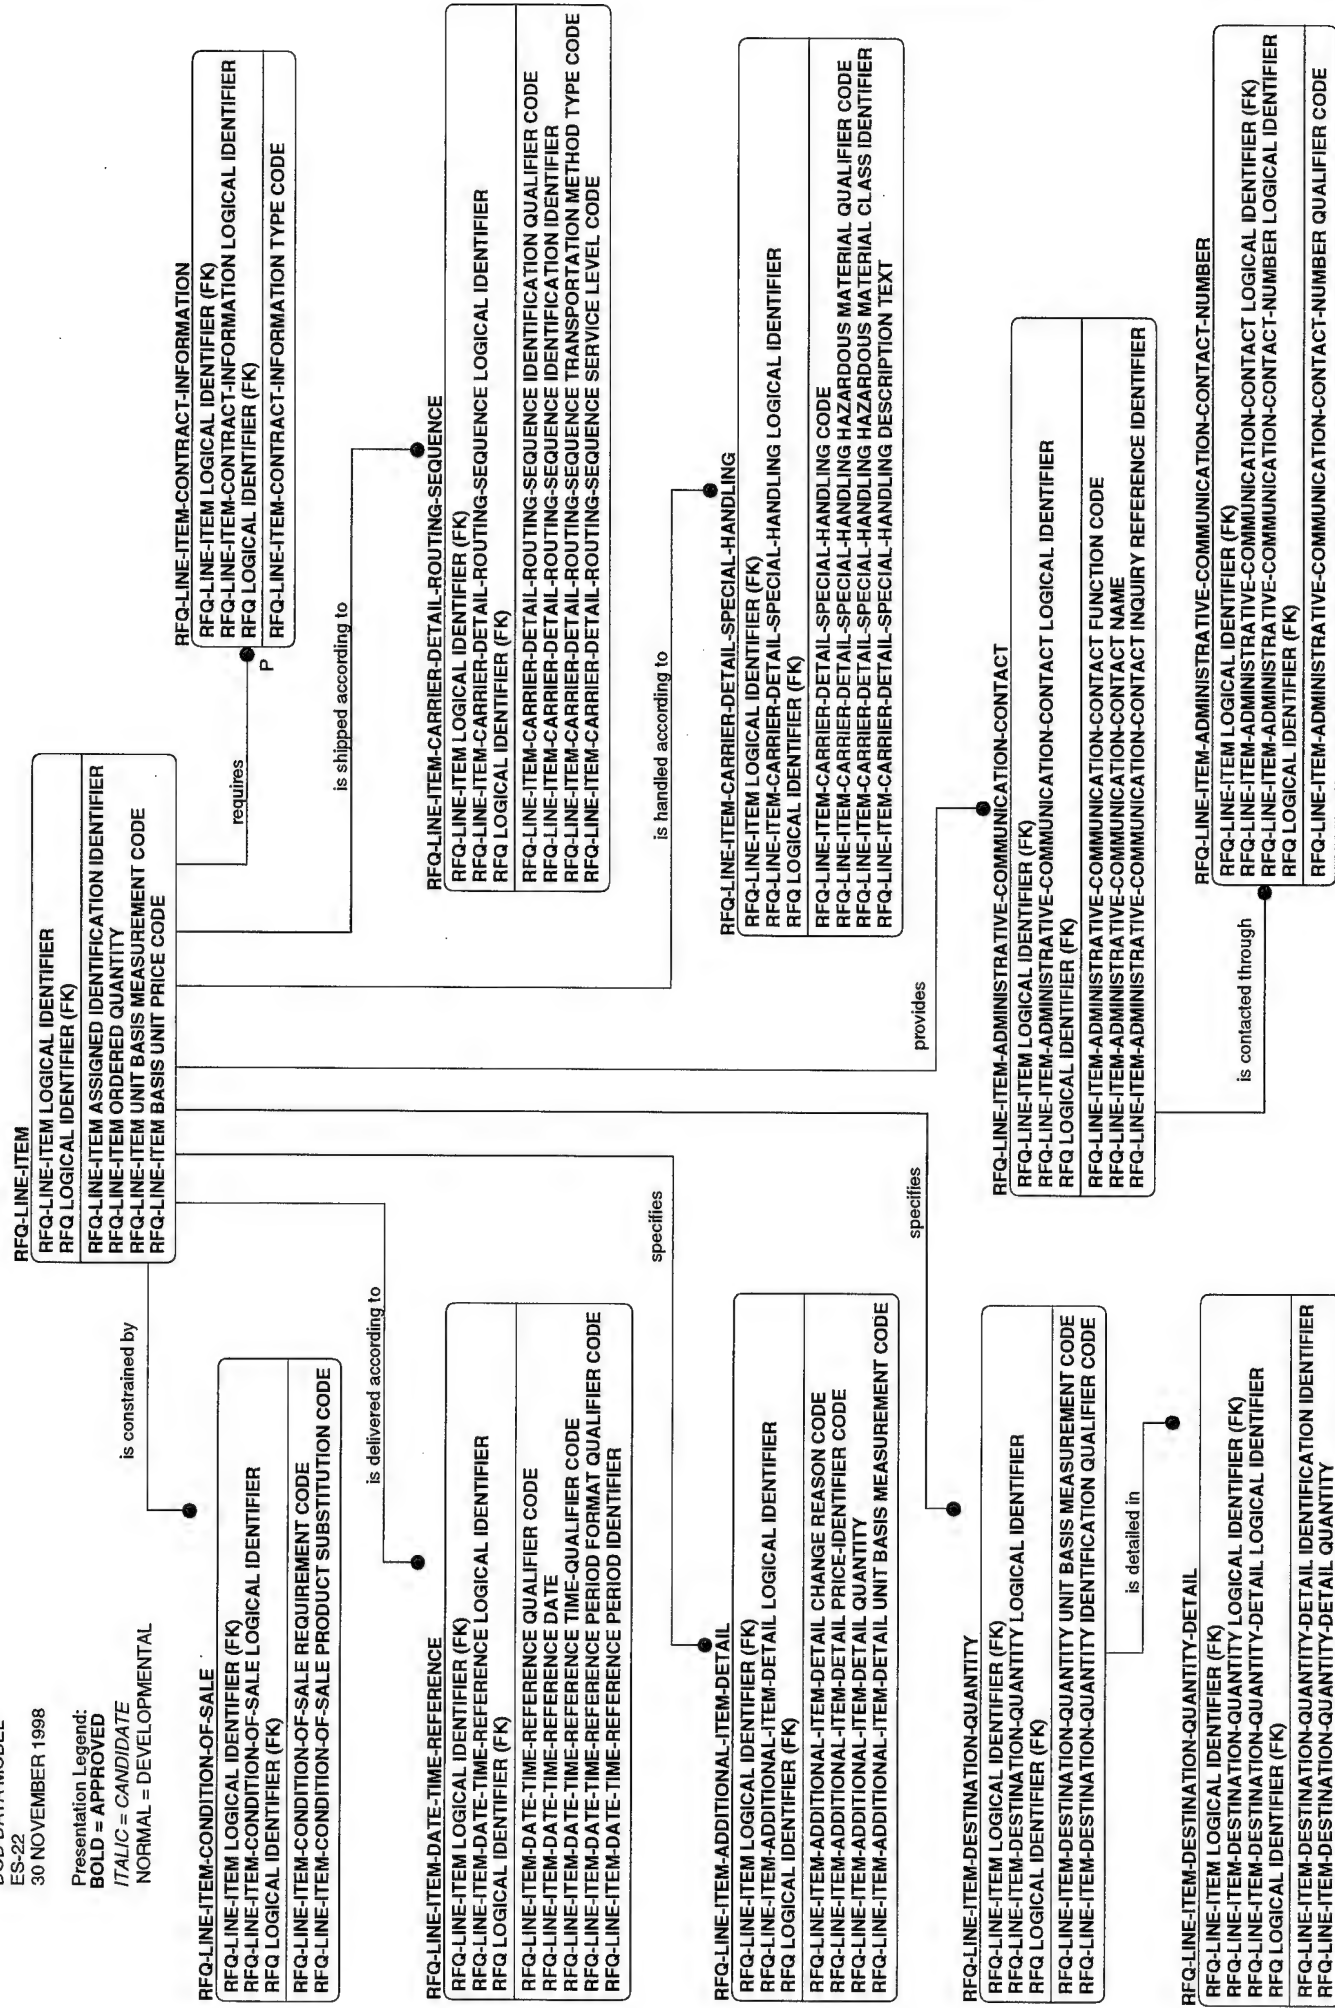 DOD DATA MODEL
ES-22
30 NOVEMBER 1998
Presentation Legend:
BOLD = APPROVED
ITALIC = CANDIDATE
NORMAL = DEVELOPMENTAL
RFQ-LINE-ITEM
RFQ-LINE-ITEM LOGICAL IDENTIFIER
RFQ LOGICAL IDENTIFIER (FK)
RFQ-LINE-ITEM ASSIGNED IDENTIFICATION IDENTIFIER
RFQ-LINE-ITEM ORDERED QUANTITY
RFQ-LINE-ITEM UNIT BASIS MEASUREMENT CODE
RFQ-LINE-ITEM BASIS UNIT PRICE CODE
is constrained by
RFQ-LINE-ITEM-CONDITION-OF-SALE
RFQ-LINE-ITEM LOGICAL IDENTIFIER (FK)
RFQ-LINE-ITEM-CONDITION-OF-SALE LOGICAL IDENTIFIER
RFQ LOGICAL IDENTIFIER (FK)
RFQ-LINE-ITEM-CONDITION-OF-SALE REQUIREMENT CODE
RFQ-LINE-ITEM-CONDITION-OF-SALE PRODUCT SUBSTITUTION CODE
requires
P
RFQ-LINE-ITEM-CONTRACT-INFORMATION
RFQ-LINE-ITEM LOGICAL IDENTIFIER (FK)
RFQ-LINE-ITEM-CONTRACT-INFORMATION LOGICAL IDENTIFIER
RFQ LOGICAL IDENTIFIER (FK)
RFQ-LINE-ITEM-CONTRACT-INFORMATION TYPE CODE
is delivered according to
RFQ-LINE-ITEM-DATE-TIME-REFERENCE
RFQ-LINE-ITEM LOGICAL IDENTIFIER (FK)
RFQ-LINE-ITEM-DATE-TIME-REFERENCE LOGICAL IDENTIFIER
RFQ LOGICAL IDENTIFIER (FK)
RFQ-LINE-ITEM-DATE-TIME-REFERENCE QUALIFIER CODE
RFQ-LINE-ITEM-DATE-TIME-REFERENCE DATE
RFQ-LINE-ITEM-DATE-TIME-REFERENCE TIME-QUALIFIER CODE
RFQ-LINE-ITEM-DATE-TIME-REFERENCE PERIOD FORMAT QUALIFIER CODE
RFQ-LINE-ITEM-DATE-TIME-REFERENCE PERIOD IDENTIFIER
is shipped according to
RFQ-LINE-ITEM-CARRIER-DETAIL-ROUTING-SEQUENCE
RFQ-LINE-ITEM LOGICAL IDENTIFIER (FK)
RFQ-LINE-ITEM-CARRIER-DETAIL-ROUTING-SEQUENCE LOGICAL IDENTIFIER
RFQ LOGICAL IDENTIFIER (FK)
RFQ-LINE-ITEM-CARRIER-DETAIL-ROUTING-SEQUENCE IDENTIFICATION QUALIFIER CODE
RFQ-LINE-ITEM-CARRIER-DETAIL-ROUTING-SEQUENCE IDENTIFICATION IDENTIFIER
RFQ-LINE-ITEM-CARRIER-DETAIL-ROUTING-SEQUENCE TRANSPORTATION METHOD TYPE CODE
RFQ-LINE-ITEM-CARRIER-DETAIL-ROUTING-SEQUENCE SERVICE LEVEL CODE
specifies
RFQ-LINE-ITEM-ADDITIONAL-ITEM-DETAIL
RFQ-LINE-ITEM LOGICAL IDENTIFIER (FK)
RFQ-LINE-ITEM-ADDITIONAL-ITEM-DETAIL LOGICAL IDENTIFIER
RFQ LOGICAL IDENTIFIER (FK)
RFQ-LINE-ITEM-ADDITIONAL-ITEM-DETAIL CHANGE REASON CODE
RFQ-LINE-ITEM-ADDITIONAL-ITEM-DETAIL PRICE-IDENTIFIER CODE
RFQ-LINE-ITEM-ADDITIONAL-ITEM-DETAIL QUANTITY
RFQ-LINE-ITEM-ADDITIONAL-ITEM-DETAIL UNIT BASIS MEASUREMENT CODE
is handled according to
RFQ-LINE-ITEM-CARRIER-DETAIL-SPECIAL-HANDLING
RFQ-LINE-ITEM LOGICAL IDENTIFIER (FK)
RFQ-LINE-ITEM-CARRIER-DETAIL-SPECIAL-HANDLING LOGICAL IDENTIFIER
RFQ LOGICAL IDENTIFIER (FK)
RFQ-LINE-ITEM-CARRIER-DETAIL-SPECIAL-HANDLING CODE
RFQ-LINE-ITEM-CARRIER-DETAIL-SPECIAL-HANDLING HAZARDOUS MATERIAL QUALIFIER CODE
RFQ-LINE-ITEM-CARRIER-DETAIL-SPECIAL-HANDLING HAZARDOUS MATERIAL CLASS IDENTIFIER
RFQ-LINE-ITEM-CARRIER-DETAIL-SPECIAL-HANDLING DESCRIPTION TEXT
specifies
RFQ-LINE-ITEM-DESTINATION-QUANTITY
RFQ-LINE-ITEM LOGICAL IDENTIFIER (FK)
RFQ-LINE-ITEM-DESTINATION-QUANTITY LOGICAL IDENTIFIER
RFQ LOGICAL IDENTIFIER (FK)
RFQ-LINE-ITEM-DESTINATION-QUANTITY UNIT BASIS MEASUREMENT CODE
RFQ-LINE-ITEM-DESTINATION-QUANTITY IDENTIFICATION QUALIFIER CODE
provides
RFQ-LINE-ITEM-ADMINISTRATIVE-COMMUNICATION-CONTACT
RFQ-LINE-ITEM LOGICAL IDENTIFIER (FK)
RFQ-LINE-ITEM-ADMINISTRATIVE-COMMUNICATION-CONTACT LOGICAL IDENTIFIER
RFQ LOGICAL IDENTIFIER (FK)
RFQ-LINE-ITEM-ADMINISTRATIVE-COMMUNICATION-CONTACT FUNCTION CODE
RFQ-LINE-ITEM-ADMINISTRATIVE-COMMUNICATION-CONTACT NAME
RFQ-LINE-ITEM-ADMINISTRATIVE-COMMUNICATION-CONTACT INQUIRY REFERENCE IDENTIFIER
is detailed in
RFQ-LINE-ITEM-DESTINATION-QUANTITY-DETAIL
RFQ-LINE-ITEM LOGICAL IDENTIFIER (FK)
RFQ-LINE-ITEM-DESTINATION-QUANTITY LOGICAL IDENTIFIER (FK)
RFQ-LINE-ITEM-DESTINATION-QUANTITY-DETAIL LOGICAL IDENTIFIER
RFQ LOGICAL IDENTIFIER (FK)
RFQ-LINE-ITEM-DESTINATION-QUANTITY-DETAIL IDENTIFICATION IDENTIFIER
RFQ-LINE-ITEM-DESTINATION-QUANTITY-DETAIL QUANTITY
is contacted through
RFQ-LINE-ITEM-ADMINISTRATIVE-COMMUNICATION-CONTACT-NUMBER
RFQ-LINE-ITEM LOGICAL IDENTIFIER (FK)
RFQ-LINE-ITEM-ADMINISTRATIVE-COMMUNICATION-CONTACT LOGICAL IDENTIFIER (FK)
RFQ-LINE-ITEM-ADMINISTRATIVE-COMMUNICATION-CONTACT-NUMBER LOGICAL IDENTIFIER
RFQ LOGICAL IDENTIFIER (FK)
RFQ-LINE-ITEM-ADMINISTRATIVE-COMMUNICATION-CONTACT-NUMBER QUALIFIER CODE